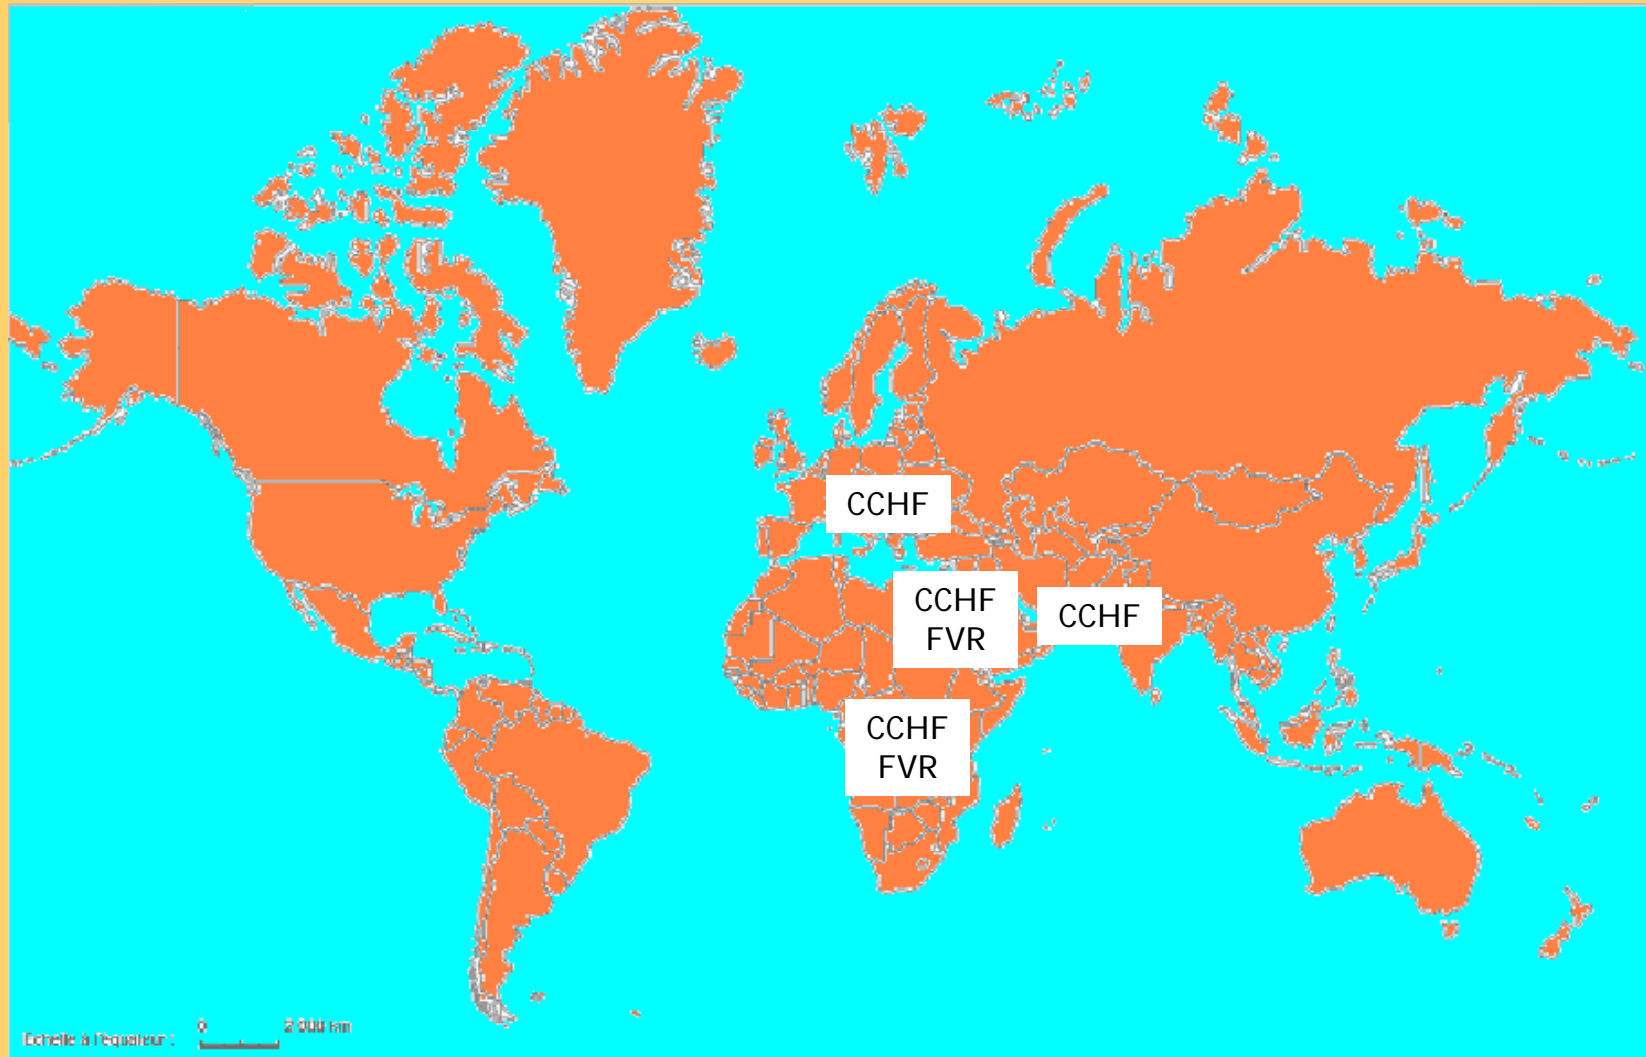 CCHF
CCHF
FVR
CCHF
CCHF
FVR
Echelle à l'équateur :
0
2 000 km